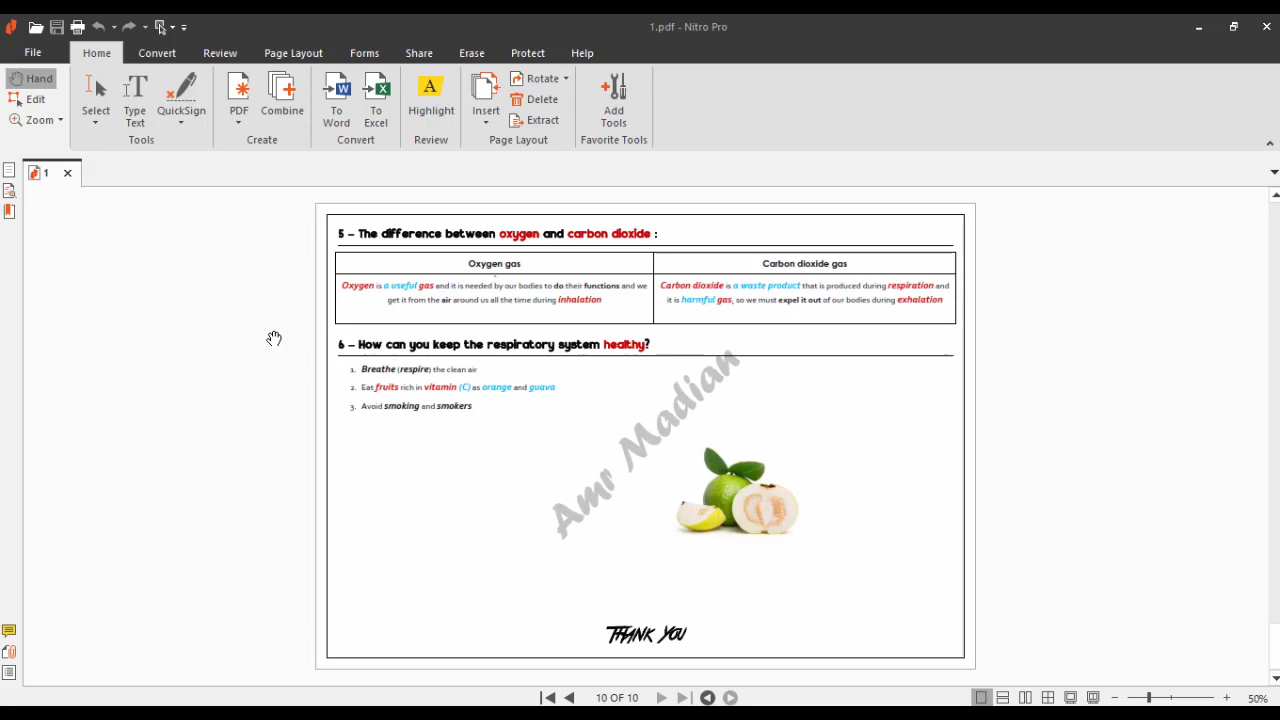 1.pdf - Nitro Pro
File Home Convert Review Page Layout Forms Share Erase Protect Help
Hand
Edit
Zoom
Select
Type Text
QuickSign
Tools
PDF
Combine
Create
To Word
To Excel
Convert
A
Highlight
Review
Insert
Rotate
Delete
Extract
Page Layout
Add Tools
Favorite Tools
1
5 – The difference between oxygen and carbon dioxide :
Oxygen gas
Carbon dioxide gas
Oxygen is a useful gas and it is needed by our bodies to do their functions and we
get it from the air around us all the time during inhalation
Carbon dioxide is a waste product that is produced during respiration and
it is harmful gas, so we must expel it out of our bodies during exhalation
6 – How can you keep the respiratory system healthy?
1. Breathe (respire) the clean air
2. Eat fruits rich in vitamin (C) as orange and guava
3. Avoid smoking and smokers
Amr Madian
THANK YOU
10 OF 10
50%